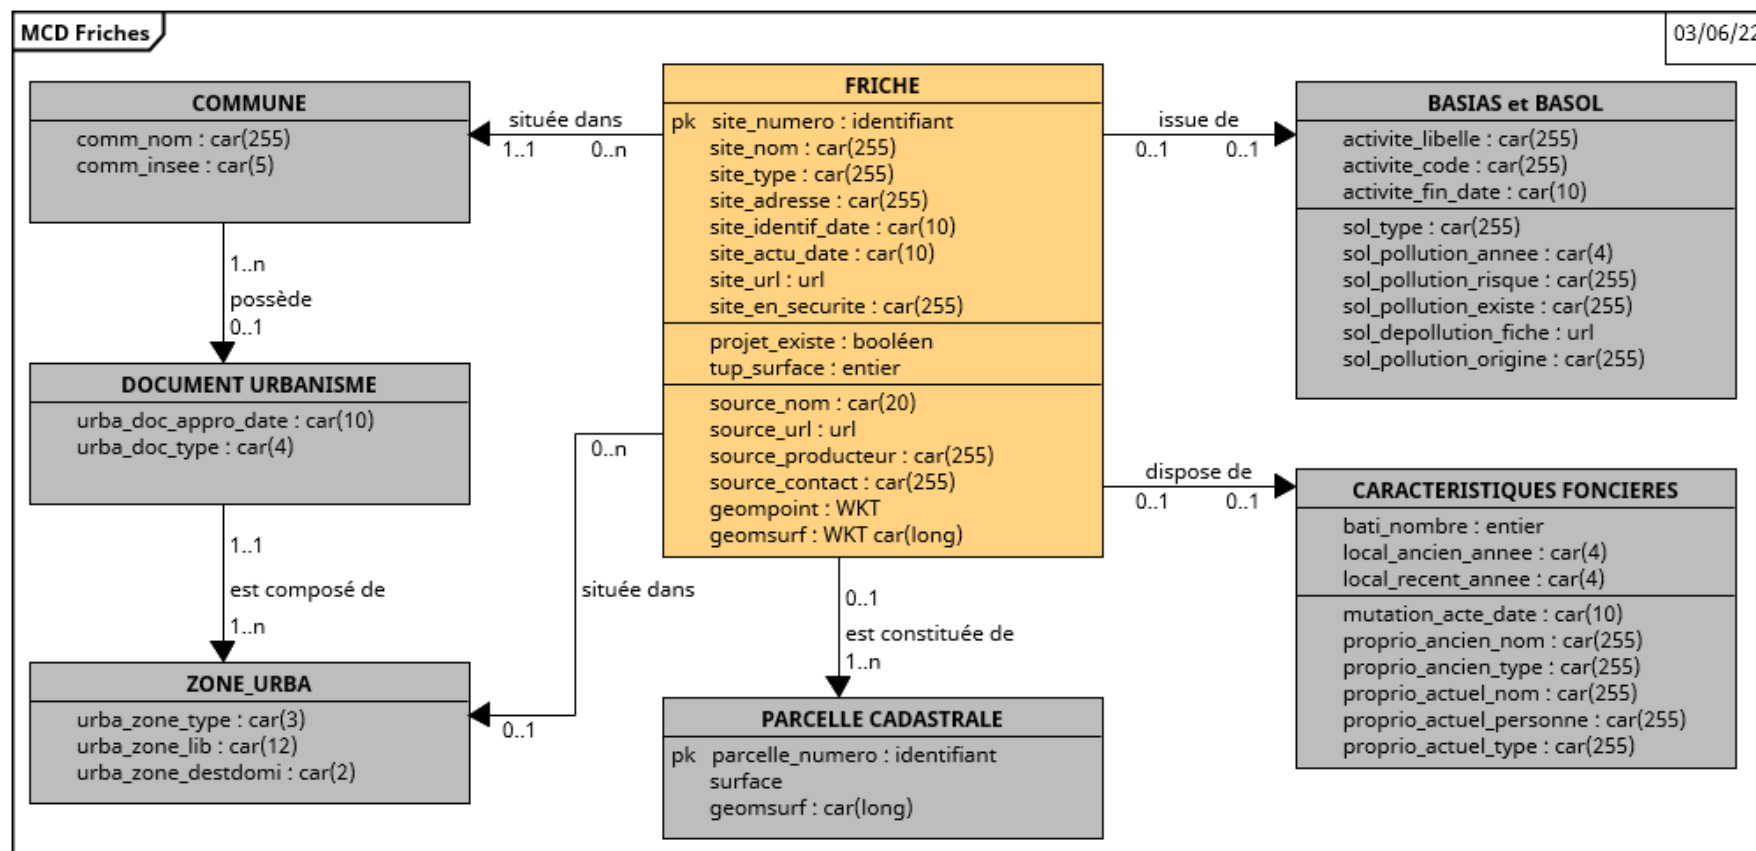 MCD Friches
03/06/22
COMMUNE
comm_nom : car(255)
comm_insee : car(5)
située dans
1..1
0..n
FRICHE
pk site_numero : identifiant
site_nom : car(255)
site_type : car(255)
site_adresse : car(255)
site_identif_date : car(10)
site_actu_date : car(10)
site_url : url
site_en_securite : car(255)
projet_existe : booléen
tup_surface : entier
source_nom : car(20)
source_url : url
source_producteur : car(255)
source_contact : car(255)
geompoint : WKT
geomsurf : WKT car(long)
issue de
0..1
0..1
BASIAS et BASOL
activite_libelle : car(255)
activite_code : car(255)
activite_fin_date : car(10)
sol_type : car(255)
sol_pollution_annee : car(4)
sol_pollution_risque : car(255)
sol_pollution_existe : car(255)
sol_depollution_fiche : url
sol_pollution_origine : car(255)
1..n
possède
0..1
DOCUMENT URBANISME
urba_doc_appro_date : car(10)
urba_doc_type : car(4)
1..1
est composé de
1..n
0..n
située dans
0..1
ZONE_URBA
urba_zone_type : car(3)
urba_zone_lib : car(12)
urba_zone_destdomi : car(2)
0..1
est constituée de
1..n
PARCELLE CADASTRALE
pk parcelle_numero : identifiant
surface
geomsurf : car(long)
dispose de
0..1
0..1
CARACTERISTIQUES FONCIERES
bati_nombre : entier
local_ancien_annee : car(4)
local_recent_annee : car(4)
mutation_acte_date : car(10)
proprio_ancien_nom : car(255)
proprio_ancien_type : car(255)
proprio_actuel_nom : car(255)
proprio_actuel_personne : car(255)
proprio_actuel_type : car(255)